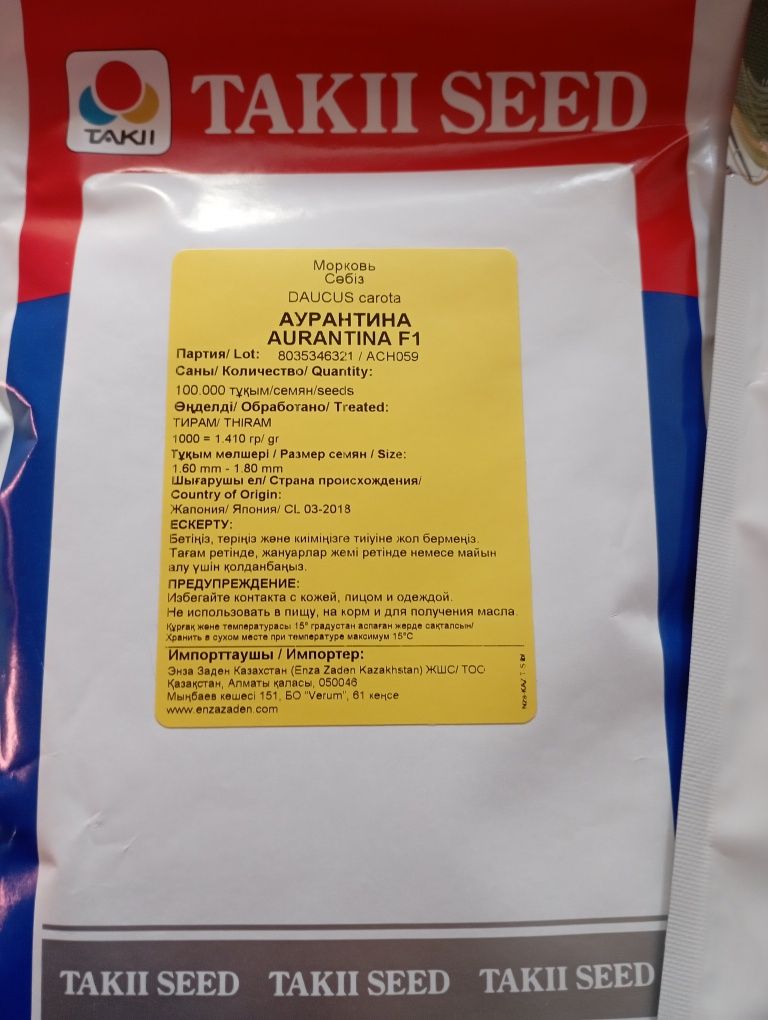 TAKII
TAKII SEED
Морковь
Сәбіз
DAUCUS carota
АУРАНТИНА
AURANTINA F1
Партия/ Lot: 8035346321 / ACH059
Саны/ Количество/ Quantity:
100.000 тұқым/семян/seeds
Өңделді/ Обработано/ Treated:
ТИРАМ/ THIRAM
1000 = 1.410 гр/ gr
Тұқым мөлшері / Размер семян / Size:
1.60 mm - 1.80 mm
Шығарушы ел/ Страна происхождения/
Country of Origin:
Жапония/ Япония/ CL 03-2018
ЕСКЕРТУ:
Бетіңіз, теріңіз және киіміңізге тиіуіне жол бермеңіз.
Тағам ретінде, жануарлар жемі ретінде немесе майын
алу үшін қолданбаңыз.
ПРЕДУПРЕЖДЕНИЕ:
Избегайте контакта с кожей, лицом и одеждой.
Не использовать в пищу, на корм и для получения масла.
Құрғақ және температурасы 15° градустан аспаған жерде сақталсын/
Хранить в сухом месте при температуре максимум 15°C
Импорттаушы / Импортер:
Энза Заден Казахстан (Enza Zaden Kazakhstan) ЖШС/ ТОО
Қазақстан, Алматы қаласы, 050046
Мыңбаев көшесі 151, БО "Verum", 61 кеңсе
www.enzazaden.com
TAKII SEED TAKII SEED TAKII SEED